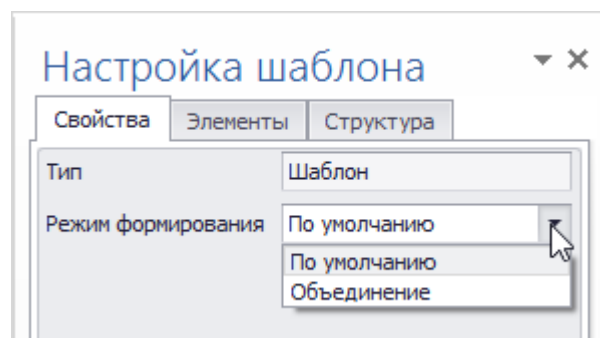 Настройка шаблона
Свойства Элементы Структура
Тип Шаблон
Режим формирования По умолчанию
По умолчанию
Объединение